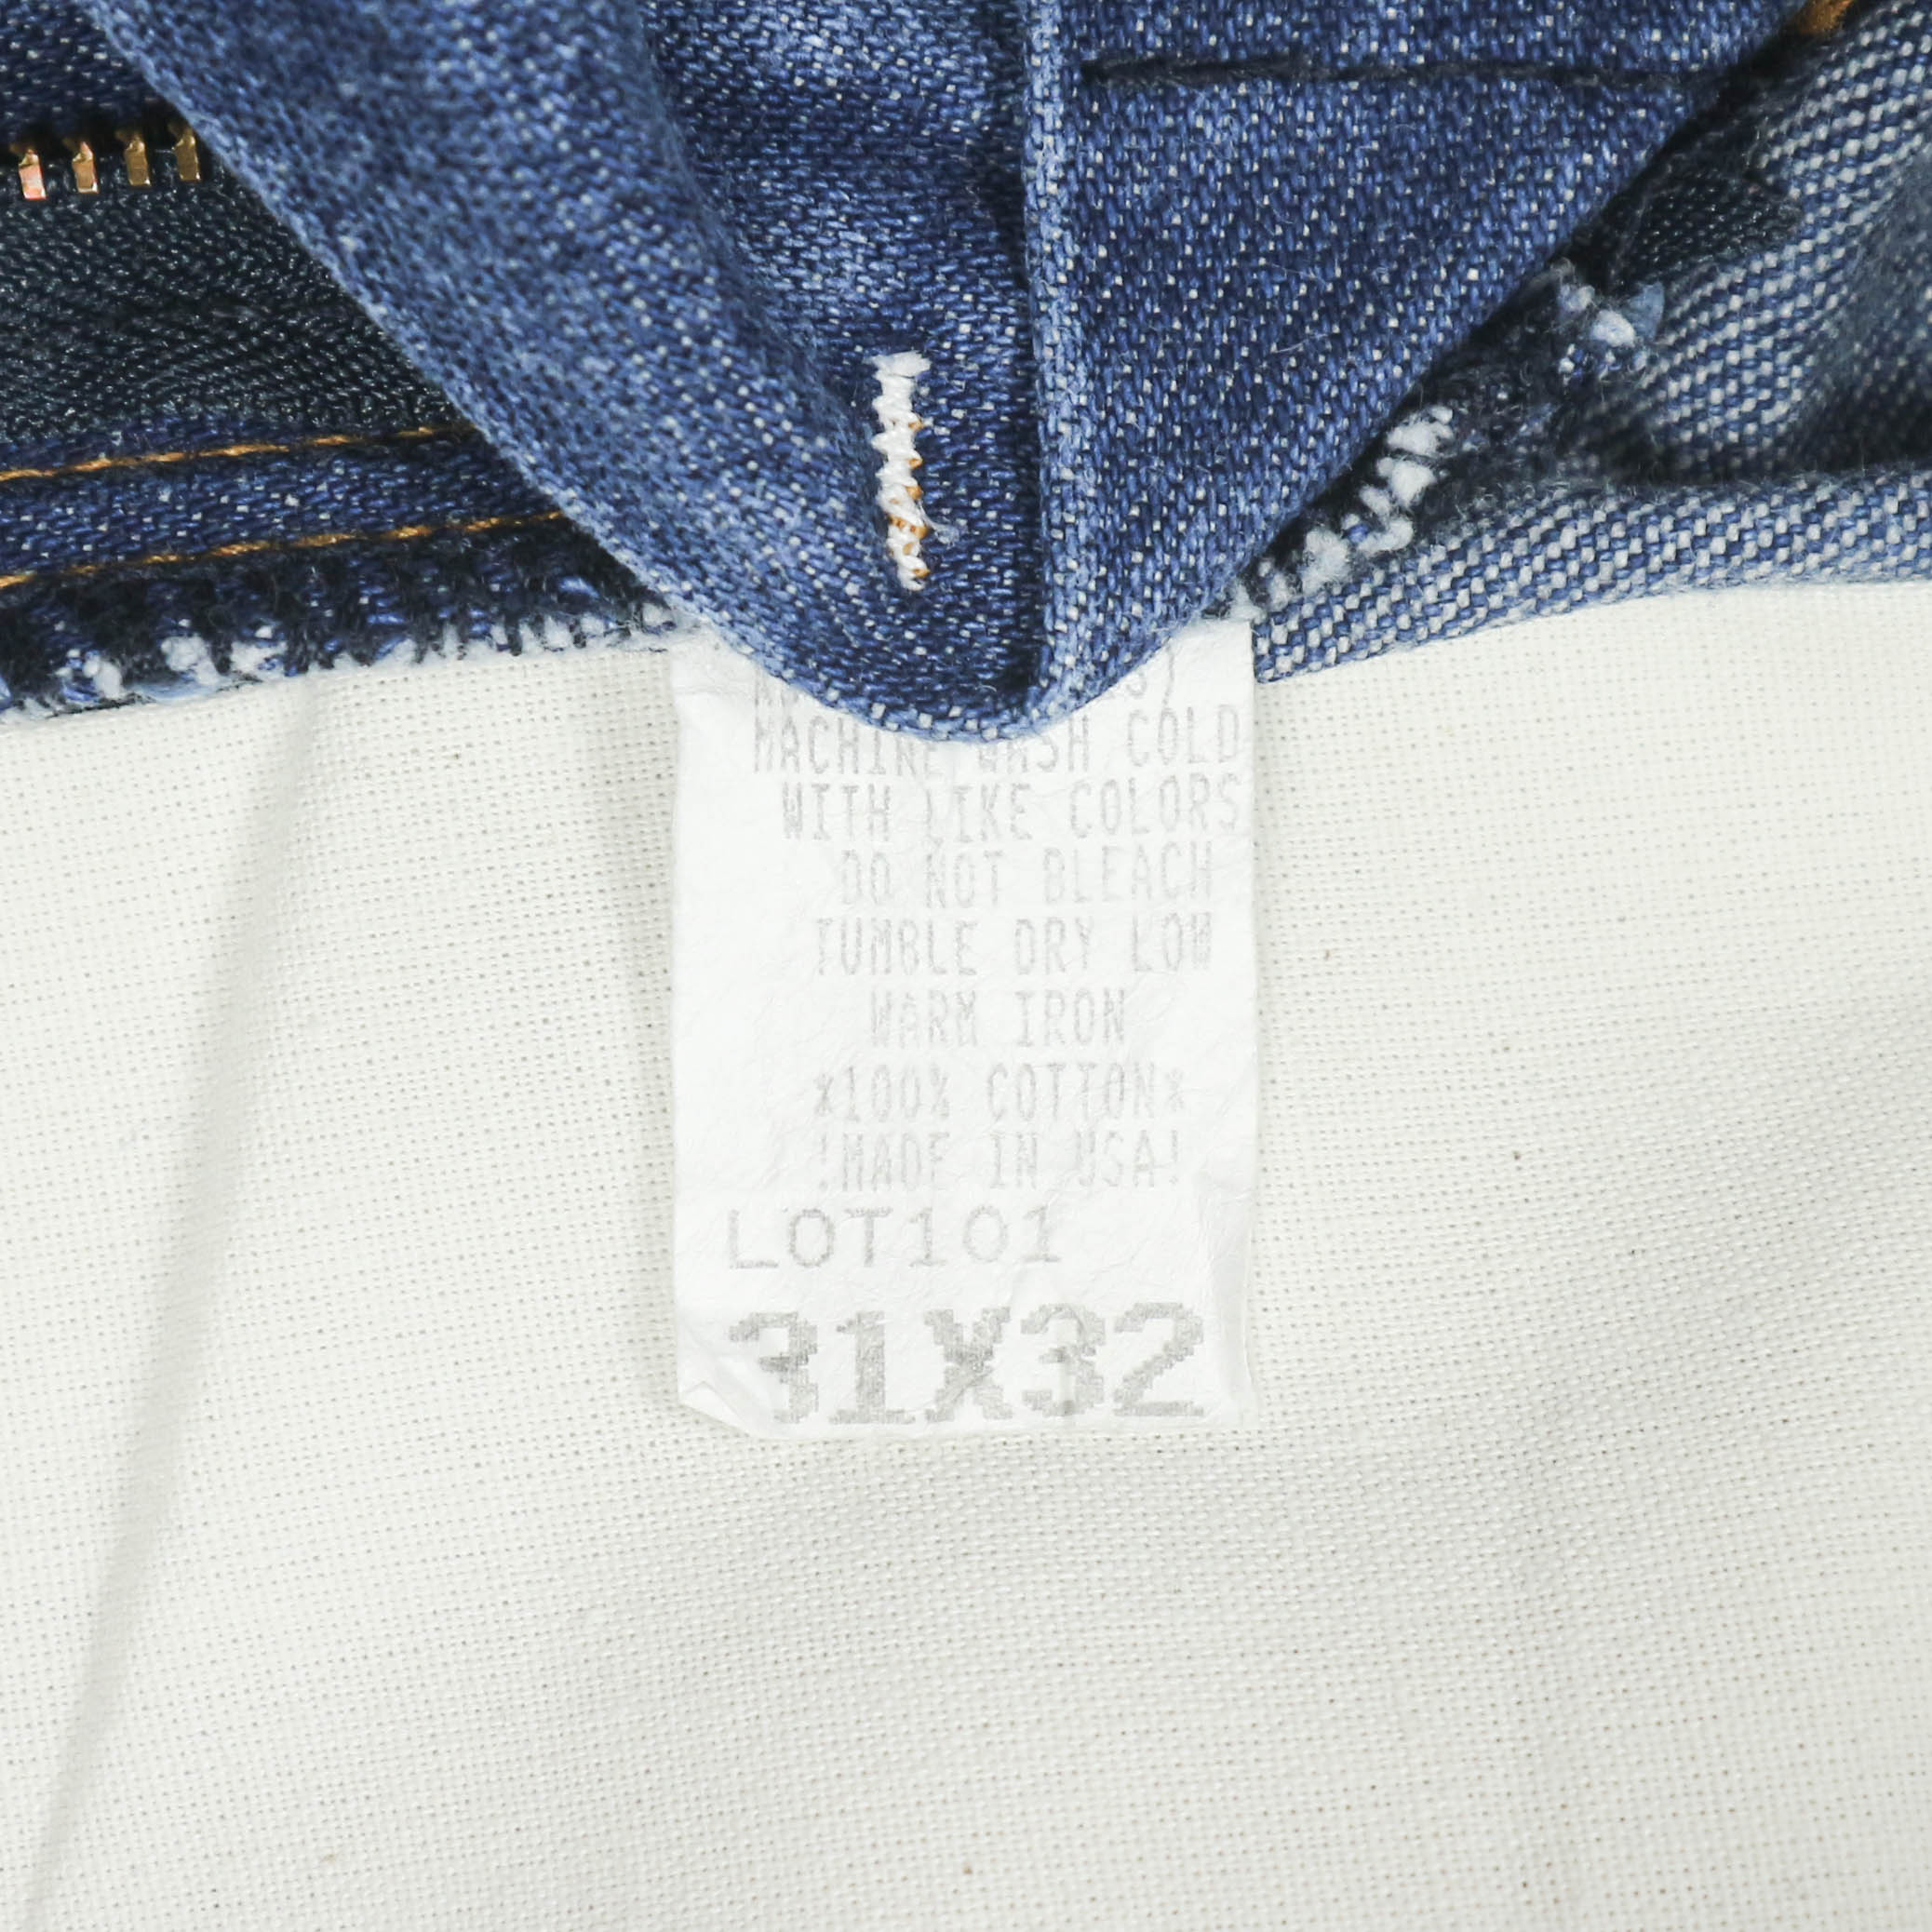 MACHINE WASH COLD
WITH LIKE COLORS
DO NOT BLEACH
TUMBLE DRY LOW
WARM IRON
*100% COTTON*
!MADE IN USA!
LOT101
31X32